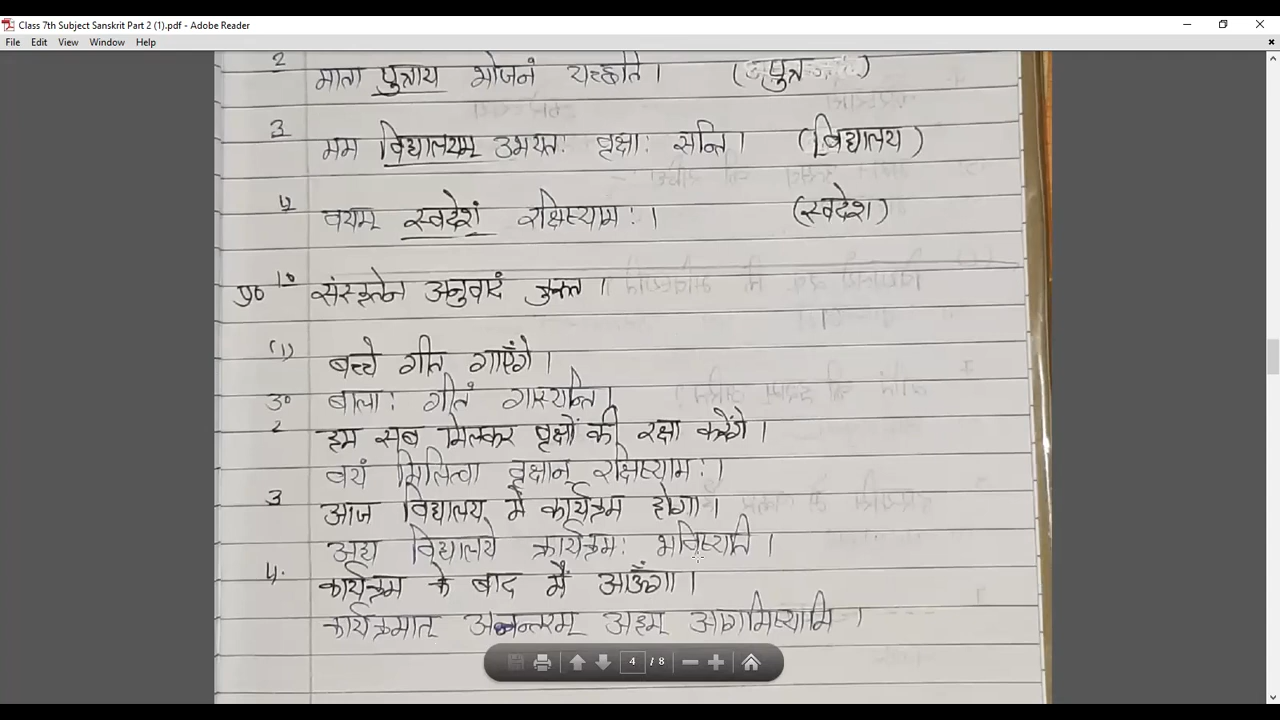 Class 7th Subject Sanskrit Part 2 (1).pdf - Adobe Reader
File Edit View Window Help
2 माता पुत्राय भोजनं यच्छति । (पुत्र)
3 मम विद्यालयम् उभयतः वृक्षाः सन्ति । (विद्यालय)
4 वयम् स्वदेशं रक्षिष्यामः । (स्वदेश)
प्र० 10 संस्कृतेन अनुवादं कुरुत ।
(1) बच्चे गीत गाएँगे ।
उ० बालाः गीतं गास्यन्ति ।
2 हम सब मिलकर वृक्षों की रक्षा करेंगे ।
वयं मिलित्वा वृक्षान् रक्षिष्यामः ।
3 आज विद्यालय में कार्यक्रम होगा ।
अद्य विद्यालये कार्यक्रमः भविष्यति ।
4. कार्यक्रम के बाद मैं आऊँगा ।
कार्यक्रमात् अनन्तरम् अहम् आगमिष्यामि ।
4 / 8